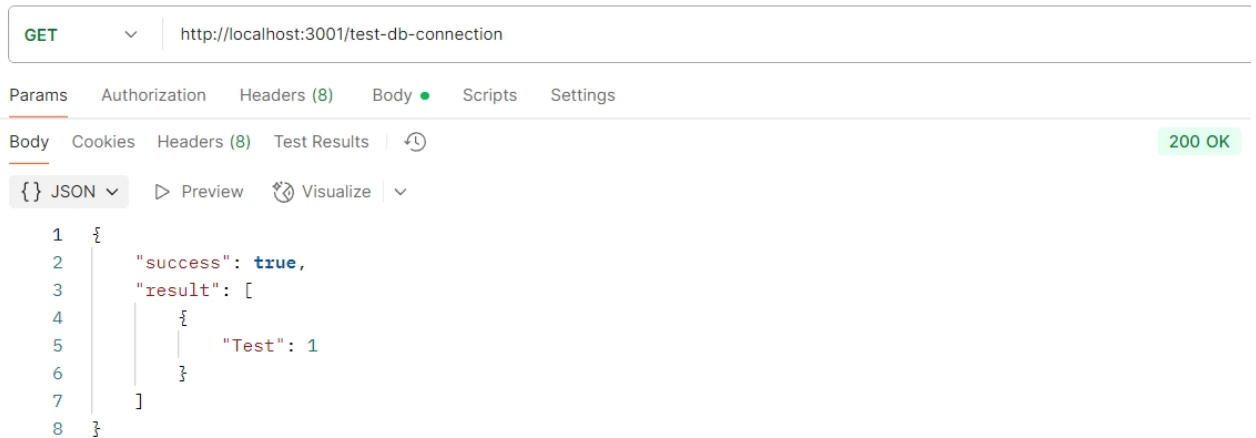 GET http://localhost:3001/test-db-connection
Params Authorization Headers (8) Body Scripts Settings
Body Cookies Headers (8) Test Results 200 OK
{} JSON Preview Visualize
1 {
2 "success": true,
3 "result": [
4 {
5 "Test": 1
6 }
7 ]
8 }